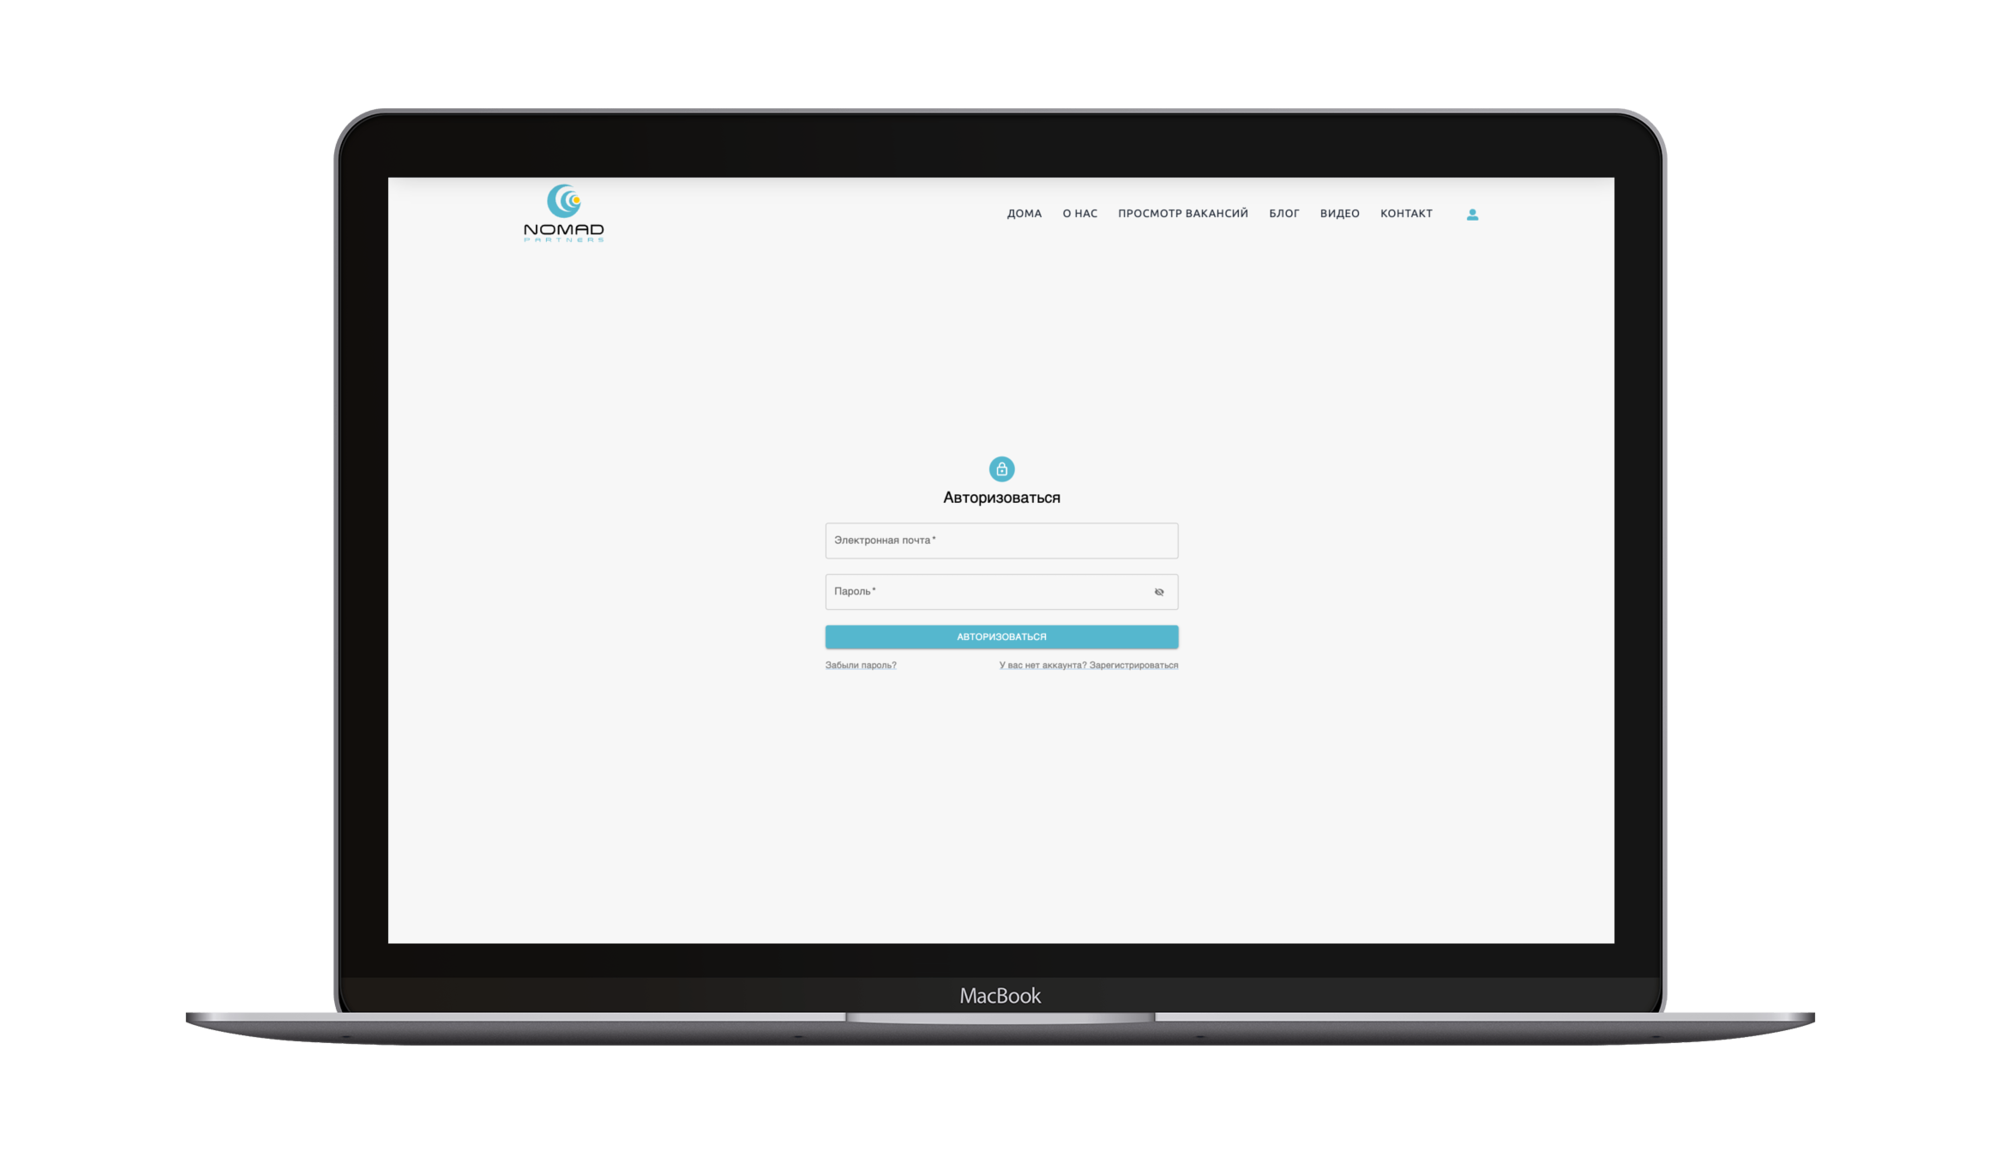 NOMAD
PARTNERS
ДОМА О НАС ПРОСМОТР ВАКАНСИЙ БЛОГ ВИДЕО КОНТАКТ
Авторизоваться
Электронная почта*
Пароль*
АВТОРИЗОВАТЬСЯ
Забыли пароль? У вас нет аккаунта? Зарегистрироваться
MacBook